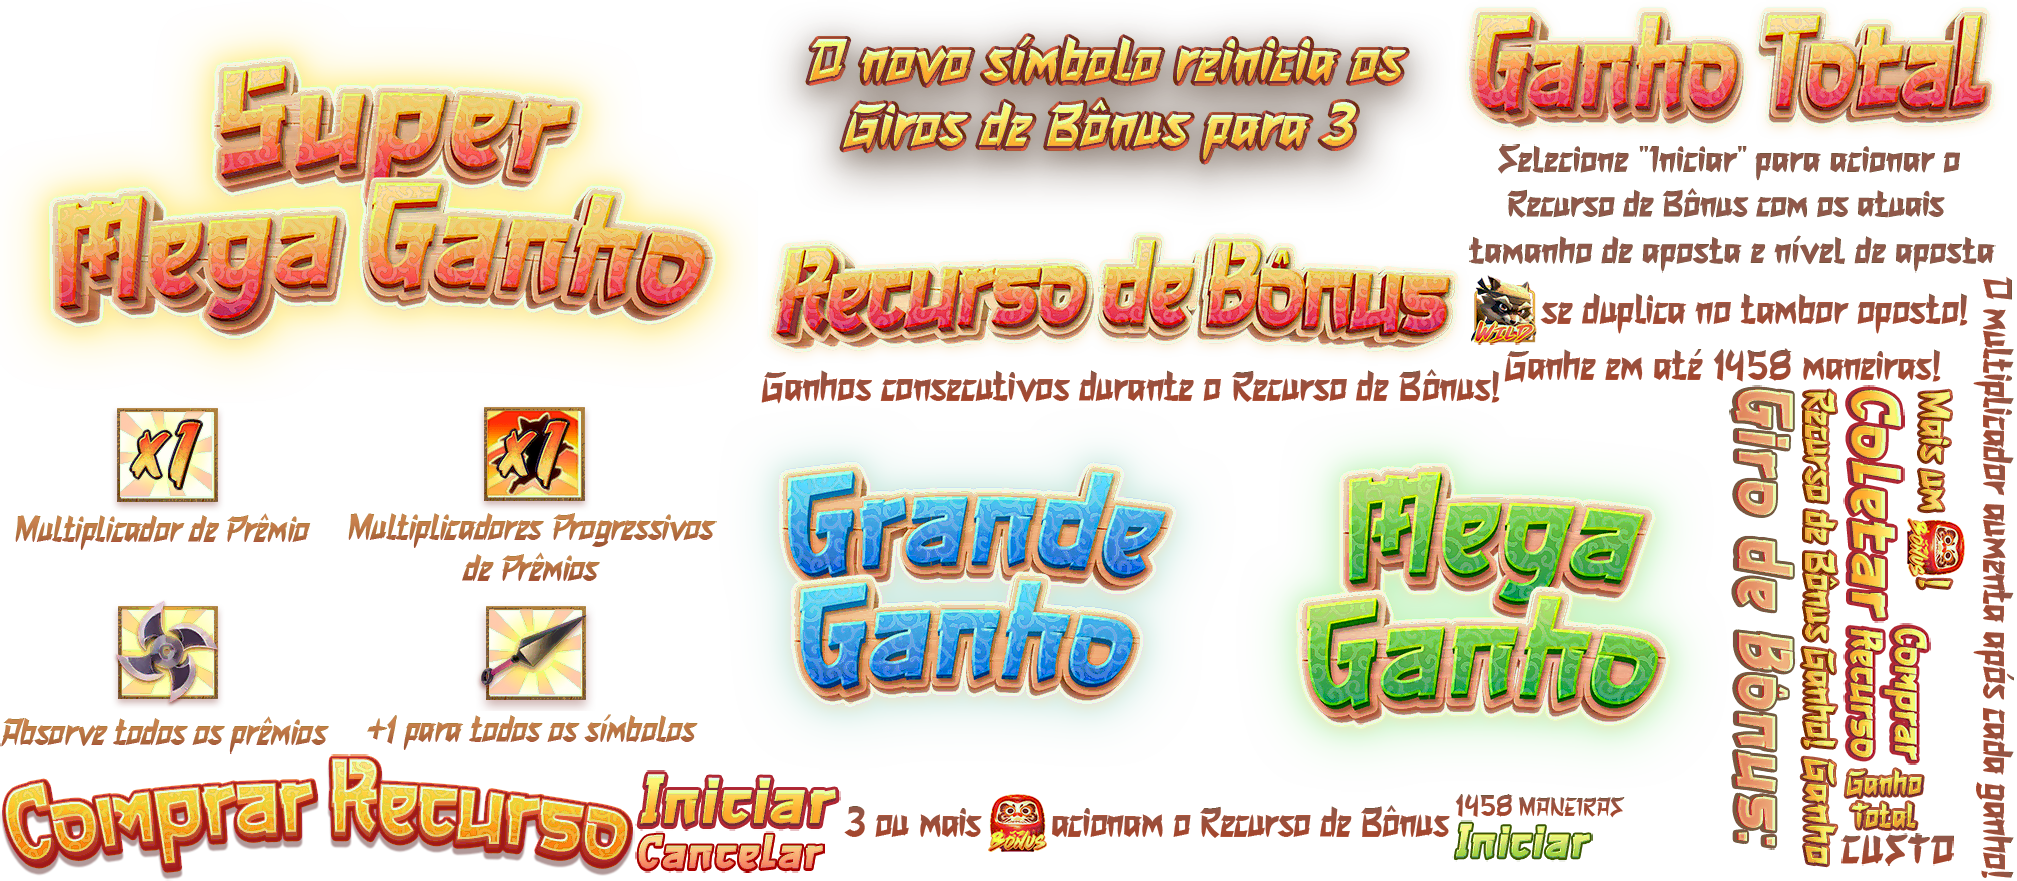 Super
Mega Ganho
O novo símbolo reinicia os
Giros de Bônus para 3
Ganho Total
Selecione "Iniciar" para acionar o
Recurso de Bônus com os atuais
tamanho de aposta e nível de aposta
Recurso de Bônus
WILD se duplica no tambor oposto!
Ganhe em até 1458 maneiras!
Ganhos consecutivos durante o Recurso de Bônus!
x1
Multiplicador de Prêmio
x1
Multiplicadores Progressivos
de Prêmios
Absorve todos os prêmios
+1 para todos os símbolos
Grande
Ganho
Mega
Ganho
O multiplicador aumenta após cada ganho!
Mais um BÔNUS!
Coletar
Comprar
Recurso
Recurso de Bônus Ganho!
Ganho
Giro de Bônus:
Ganho
Total
CUSTO
Comprar Recurso
Iniciar
Cancelar
3 ou mais BÔNUS acionam o Recurso de Bônus
1458 MANEIRAS
Iniciar